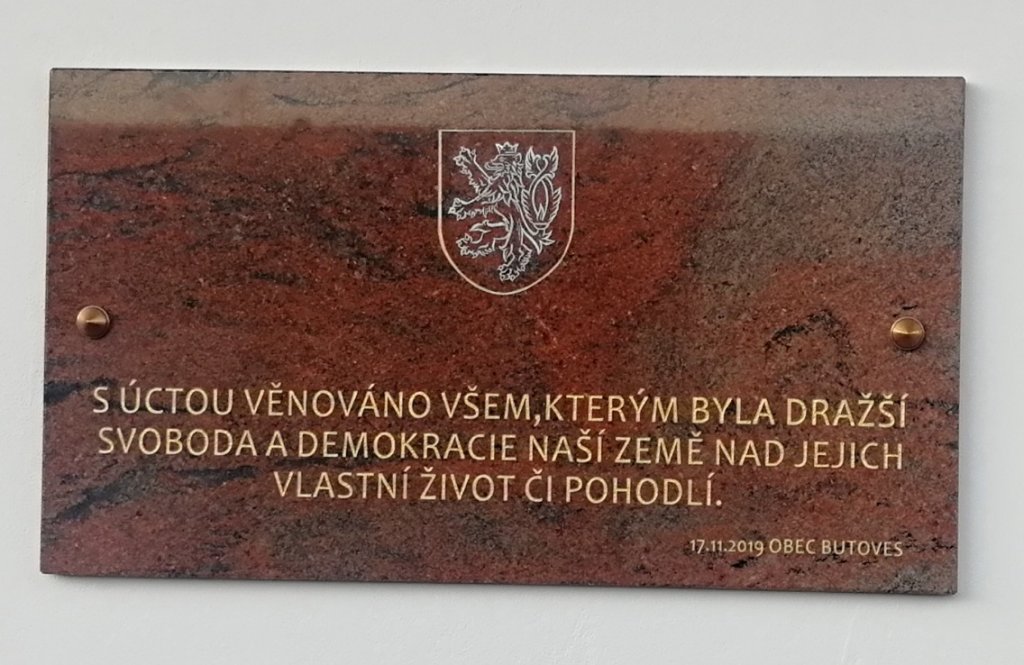 S ÚCTOU VĚNOVÁNO VŠEM,KTERÝM BYLA DRAŽŠÍ
SVOBODA A DEMOKRACIE NAŠÍ ZEMĚ NAD JEJICH
VLASTNÍ ŽIVOT ČI POHODLÍ.
17.11.2019 OBEC BUTOVES